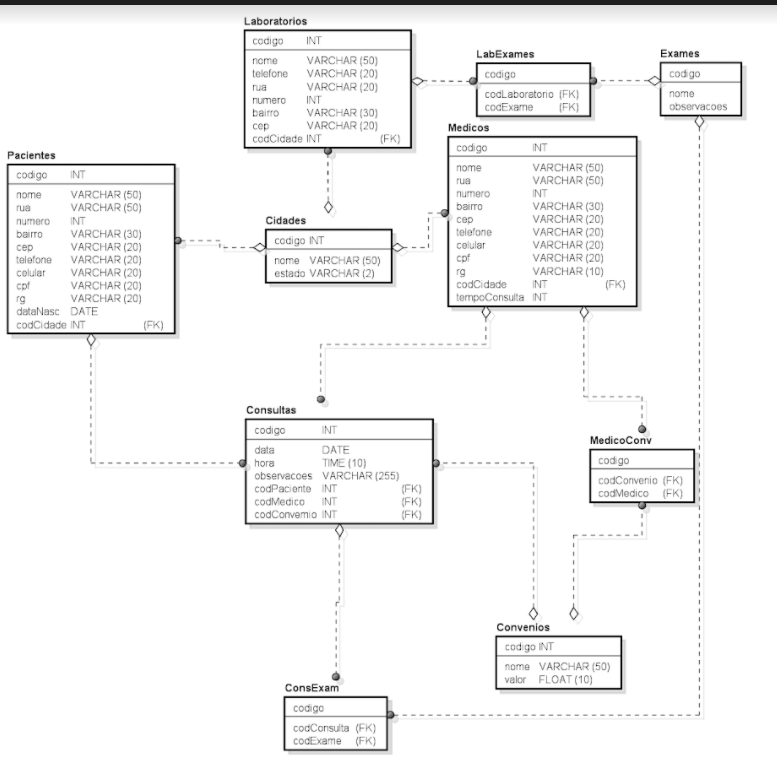 Laboratorios
codigo INT
nome VARCHAR (50)
telefone VARCHAR (20)
rua VARCHAR (20)
numero INT
bairro VARCHAR (30)
cep VARCHAR (20)
codCidade INT (FK)
LabExames
codigo
codLaboratorio (FK)
codExame (FK)
Exames
codigo
nome
observacoes
Medicos
codigo INT
nome VARCHAR (50)
rua VARCHAR (50)
numero INT
bairro VARCHAR (30)
cep VARCHAR (20)
telefone VARCHAR (20)
celular VARCHAR (20)
cpf VARCHAR (20)
rg VARCHAR (10)
codCidade INT (FK)
tempoConsulta INT
Pacientes
codigo INT
nome VARCHAR (50)
rua VARCHAR (50)
numero INT
bairro VARCHAR (30)
cep VARCHAR (20)
telefone VARCHAR (20)
celular VARCHAR (20)
cpf VARCHAR (20)
rg VARCHAR (20)
dataNasc DATE
codCidade INT (FK)
Cidades
codigo INT
nome VARCHAR (50)
estado VARCHAR (2)
Consultas
codigo INT
data DATE
hora TIME (10)
observacoes VARCHAR (255)
codPaciente INT (FK)
codMedico INT (FK)
codConvemio INT (FK)
MedicoConv
codigo
codConvenio (FK)
codMedico (FK)
Convenios
codigo INT
nome VARCHAR (50)
valor FLOAT (10)
ConsExam
codigo
codConsulta (FK)
codExame (FK)